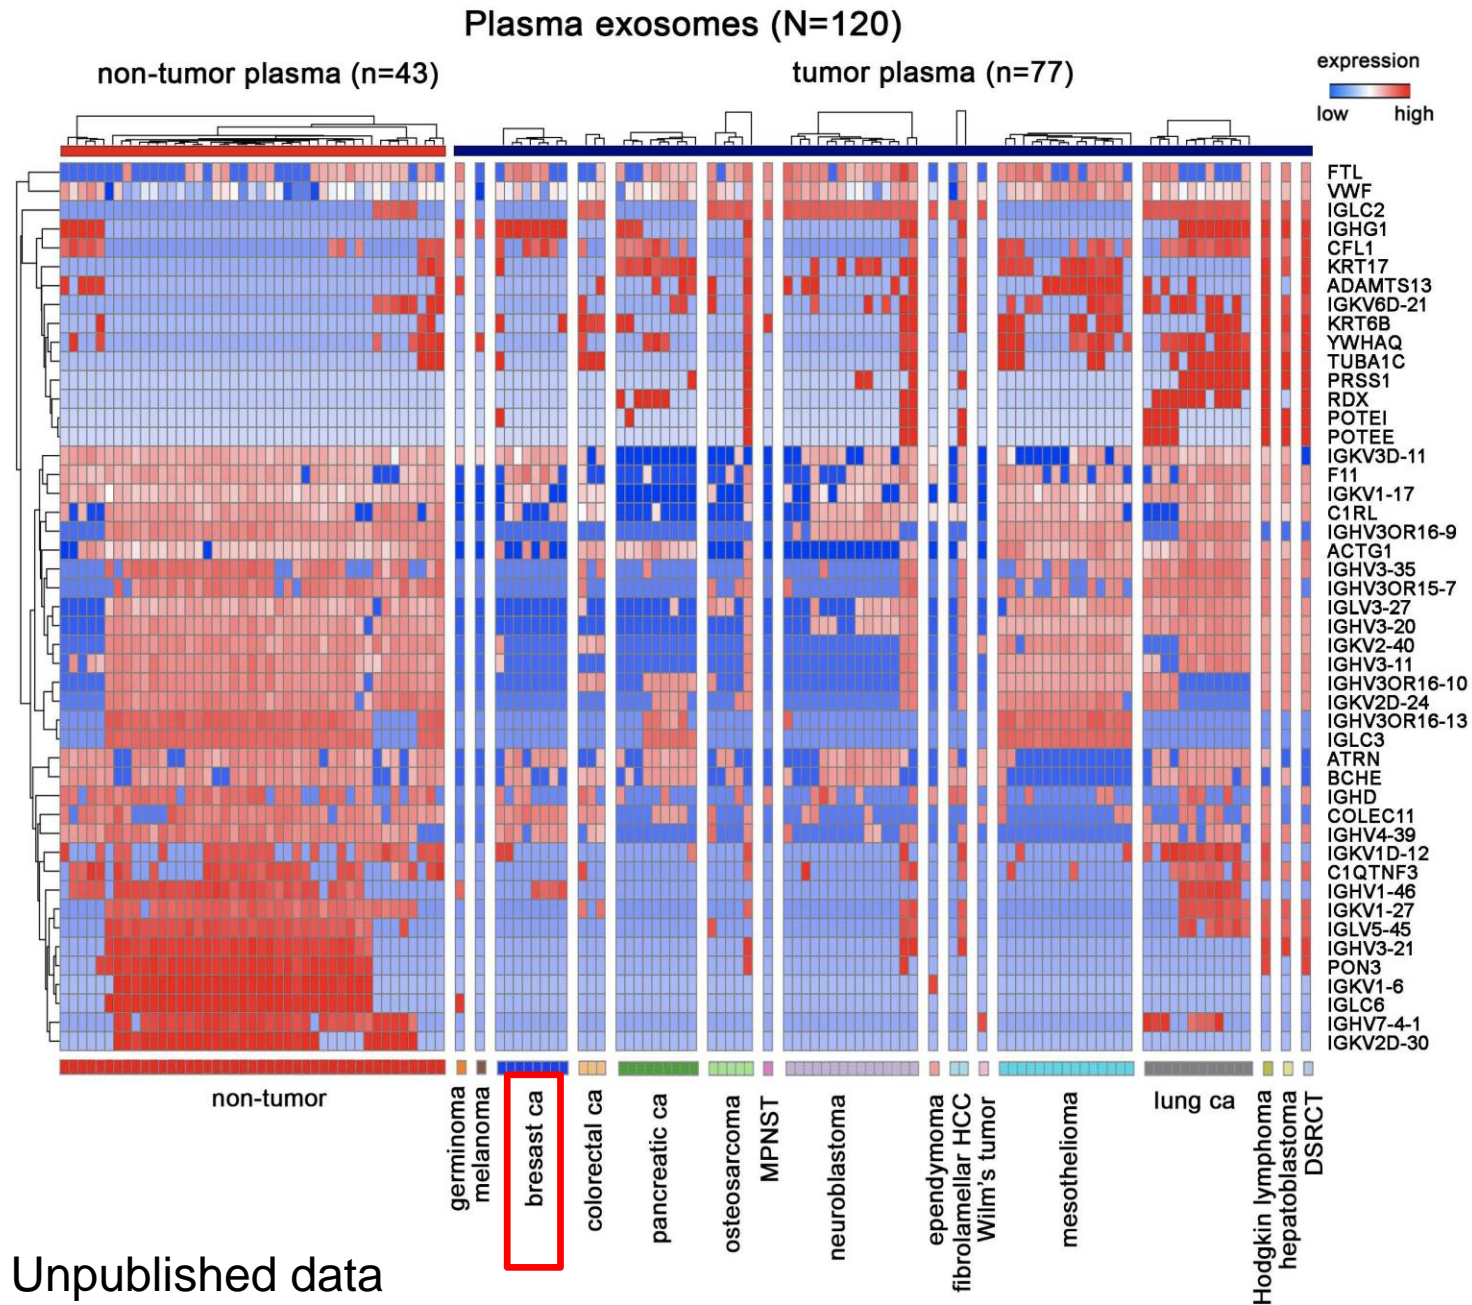 Plasma exosomes (N=120)
non-tumor plasma (n=43)
tumor plasma (n=77)
expression
low high
FTL
VWF
IGLC2
IGHG1
CFL1
KRT17
ADAMTS13
IGKV6D-21
KRT6B
YWHAQ
TUBA1C
PRSS1
RDX
POTEI
POTEE
IGKV3D-11
F11
IGKV1-17
C1RL
IGHV3OR16-9
ACTG1
IGHV3-35
IGHV3OR15-7
IGLV3-27
IGHV3-20
IGKV2-40
IGHV3-11
IGHV3OR16-10
IGKV2D-24
IGHV3OR16-13
IGLC3
ATRN
BCHE
IGHD
COLEC11
IGHV4-39
IGKV1D-12
C1QTNF3
IGHV1-46
IGKV1-27
IGLV5-45
IGHV3-21
PON3
IGKV1-6
IGLC6
IGHV7-4-1
IGKV2D-30
non-tumor
germinoma
melanoma
bresast ca
colorectal ca
pancreatic ca
osteosarcoma
MPNST
neuroblastoma
ependymoma
fibrolamellar HCC
Wilm's tumor
mesothelioma
lung ca
Hodgkin lymphoma
hepatoblastoma
DSRCT
Unpublished data